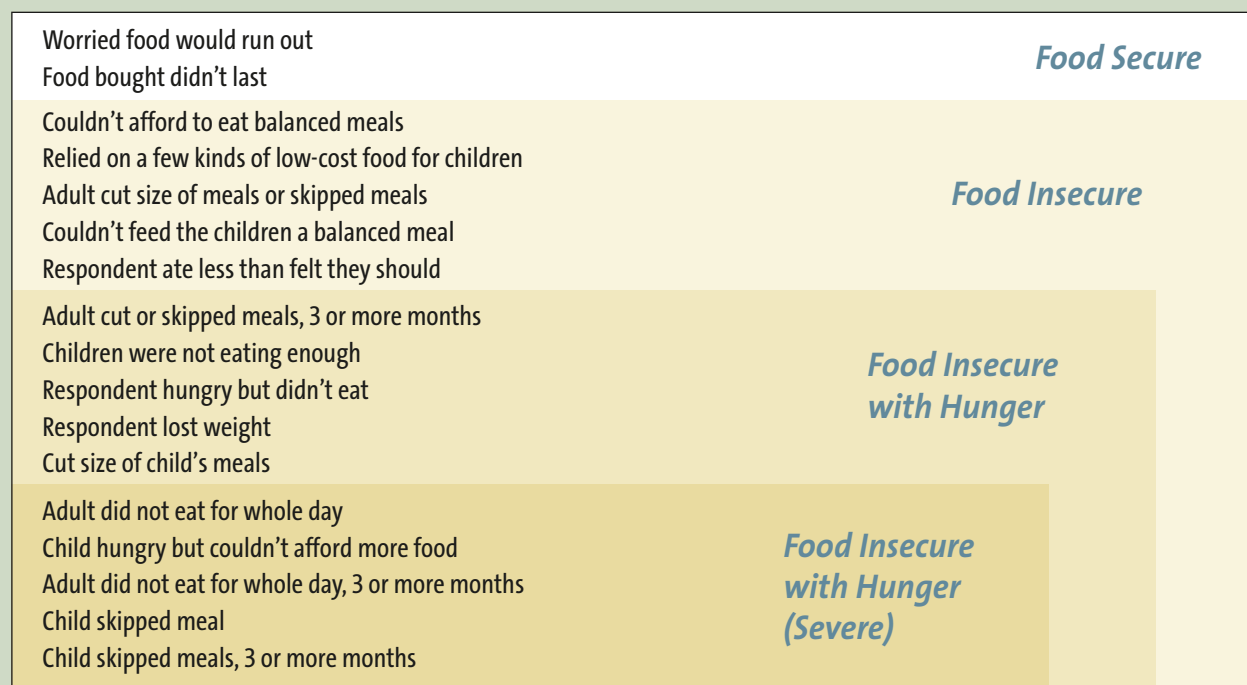 Worried food would run out
Food bought didn’t last
Food Secure
Couldn’t afford to eat balanced meals
Relied on a few kinds of low-cost food for children
Adult cut size of meals or skipped meals
Couldn’t feed the children a balanced meal
Respondent ate less than felt they should
Food Insecure
Adult cut or skipped meals, 3 or more months
Children were not eating enough
Respondent hungry but didn’t eat
Respondent lost weight
Cut size of child’s meals
Food Insecure
with Hunger
Adult did not eat for whole day
Child hungry but couldn’t afford more food
Adult did not eat for whole day, 3 or more months
Child skipped meal
Child skipped meals, 3 or more months
Food Insecure
with Hunger
(Severe)